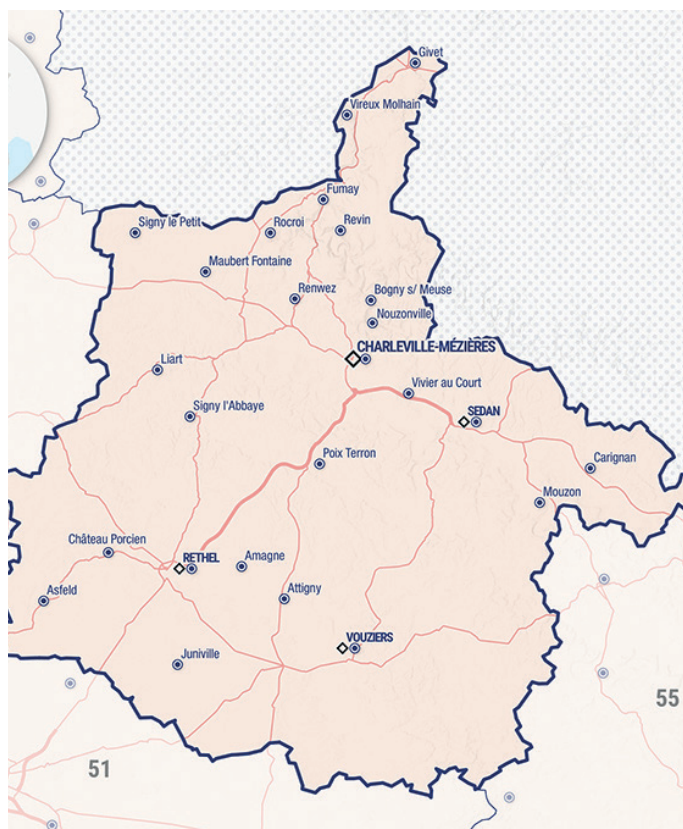 Givet
Vireux Molhain
Fumay
Signy le Petit
Rocroi
Revin
Maubert Fontaine
Renwez
Bogny s/ Meuse
Nouzonville
CHARLEVILLE-MÉZIÈRES
Liart
Vivier au Court
Signy l'Abbaye
SEDAN
Poix Terron
Carignan
Mouzon
Château Porcien
RETHEL
Amagne
Asfeld
Attigny
VOUZIERS
Juniville
55
51